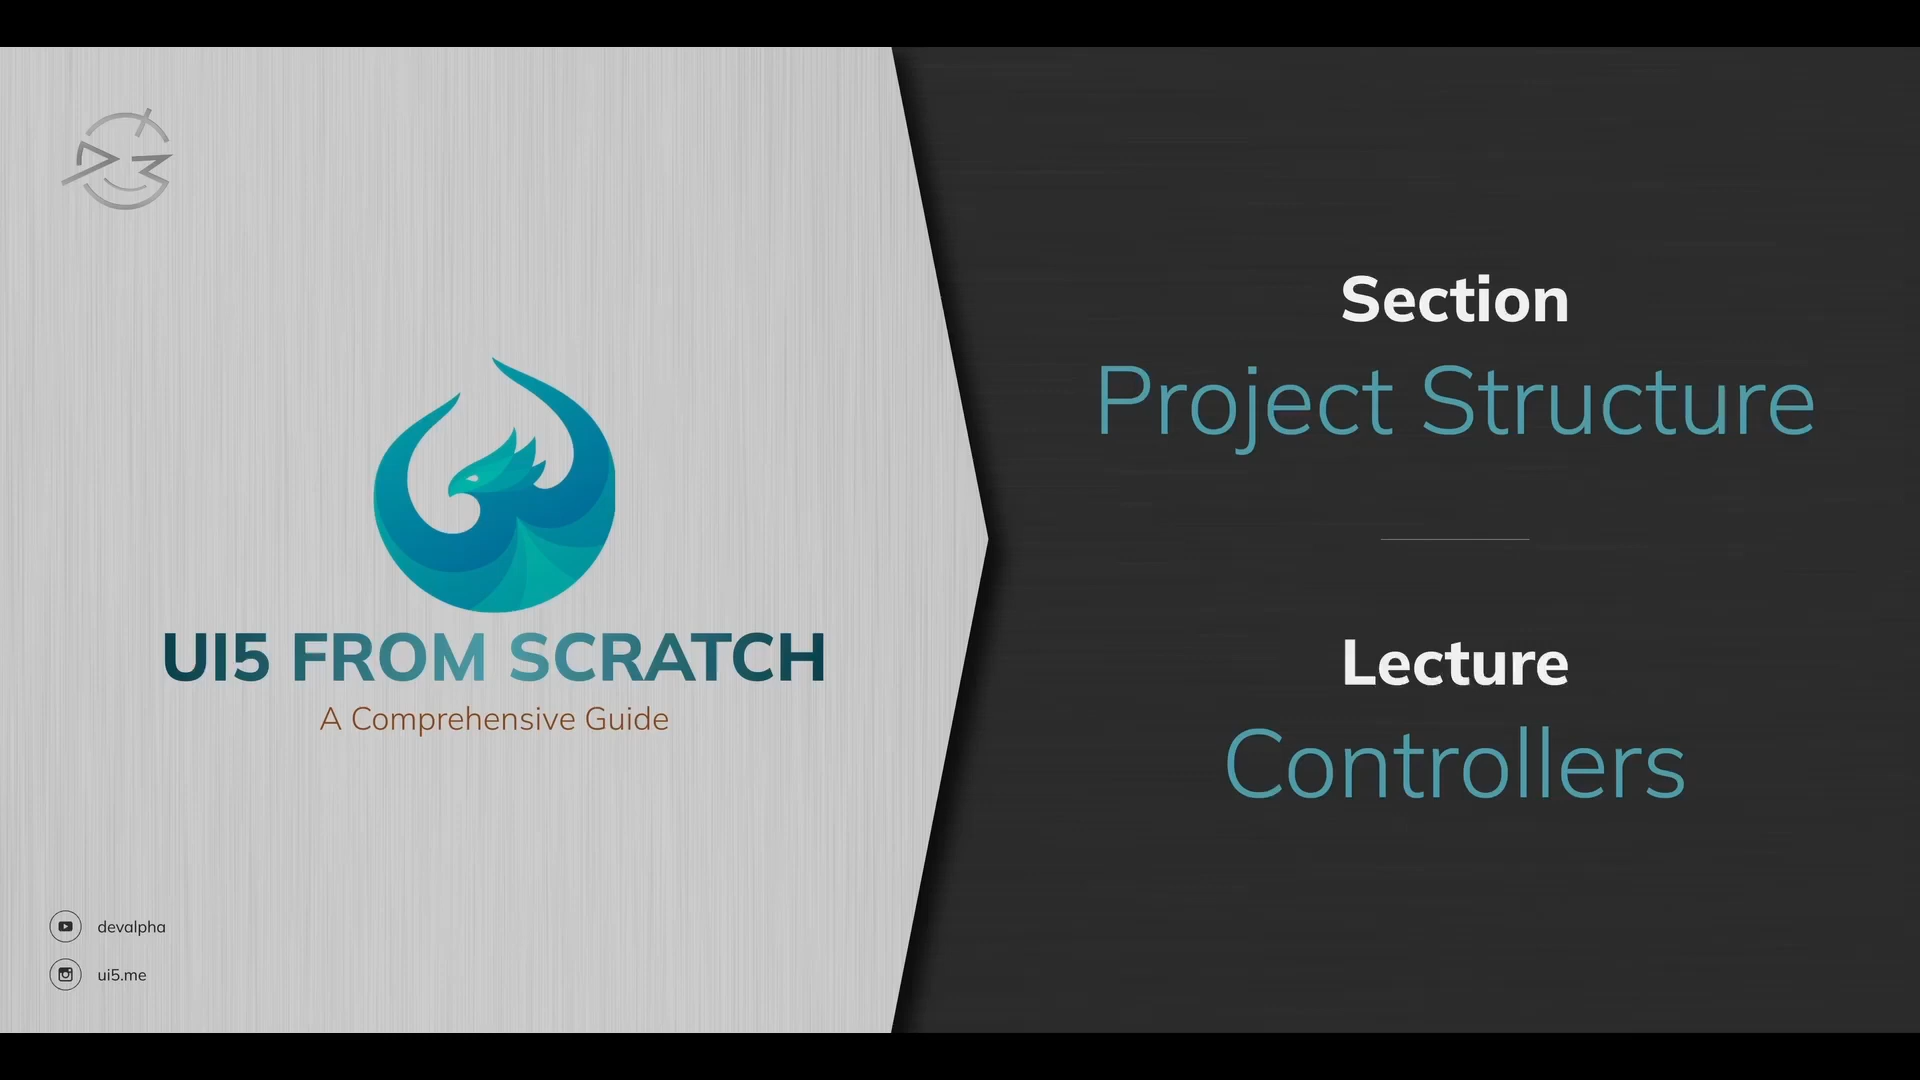 UI5 FROM SCRATCH
A Comprehensive Guide
devalpha
ui5.me
Section
Project Structure
Lecture
Controllers